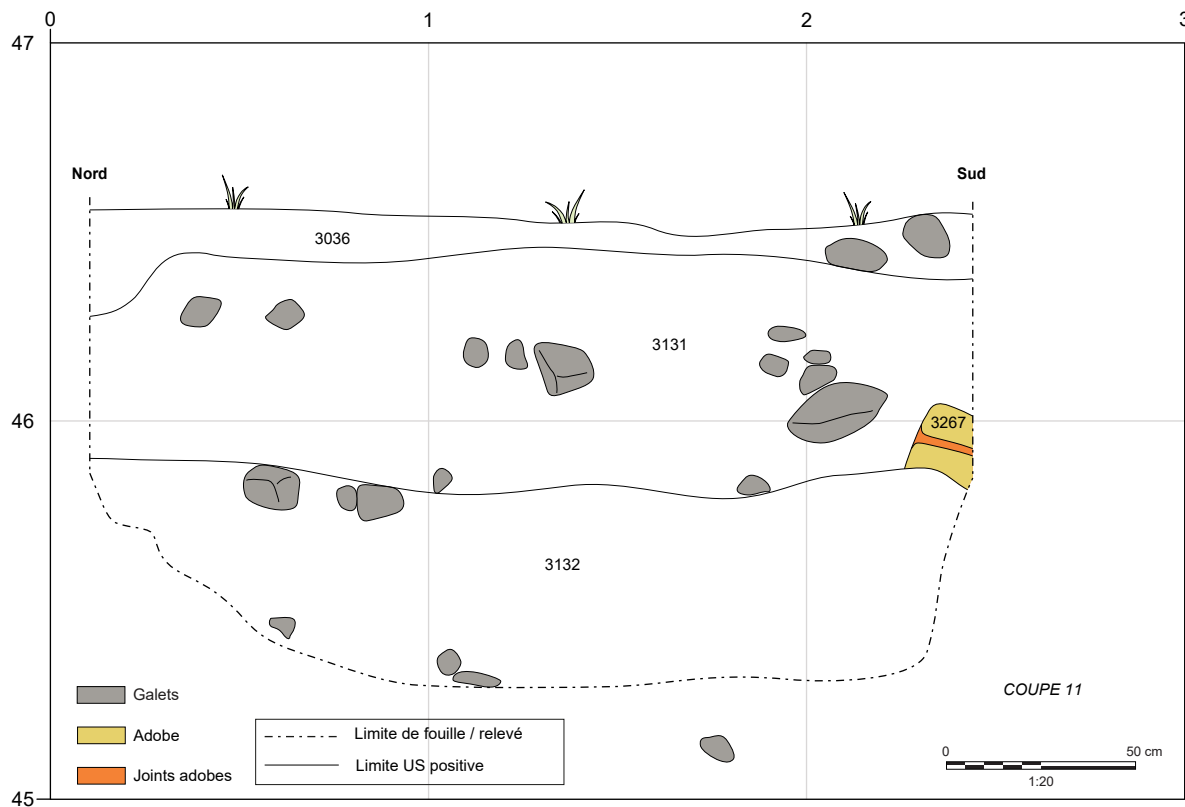 0 1 2 3
47
Nord Sud
3036
3131
46
3267
3132
Galets
COUPE 11
Adobe
Limite de fouille / relevé
0 50 cm
Joints adobes
Limite US positive
1:20
45